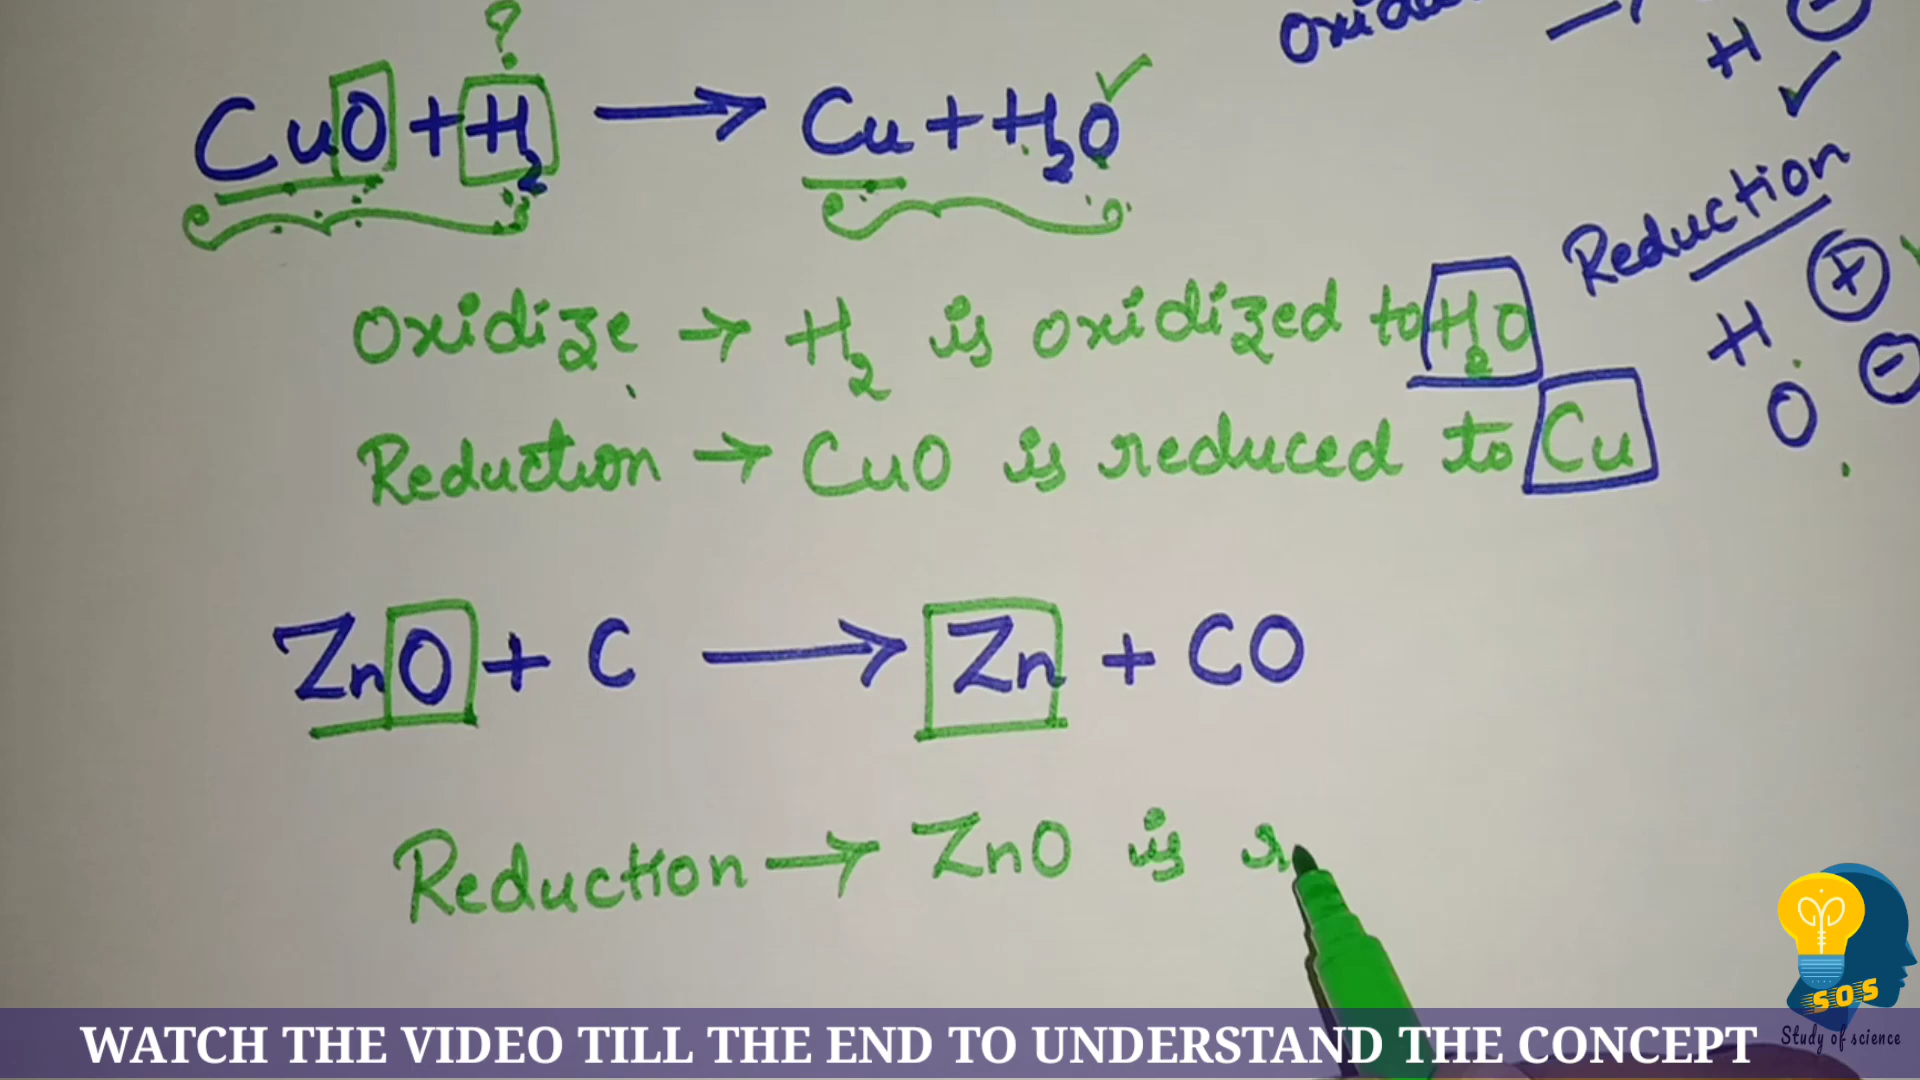 ?
CuO + H₂ → Cu + H₂O ✓
H ⊖
✓
Reduction
H ⊕
O ⊖
Oxidize → H₂ is oxidized to H₂O
Reduction → CuO is reduced to Cu
ZnO + C → Zn + CO
Reduction → ZnO is r
SOS
Study of science
WATCH THE VIDEO TILL THE END TO UNDERSTAND THE CONCEPT